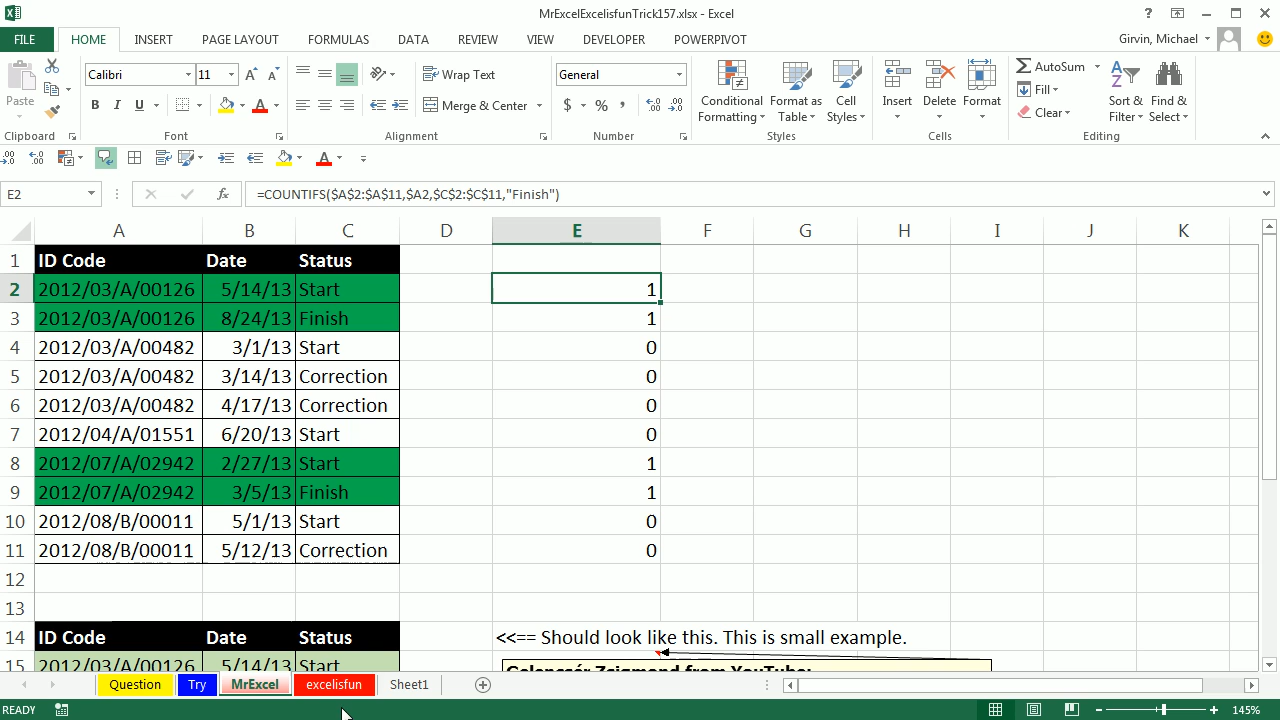 MrExcelExcelisfunTrick157.xlsx - Excel
FILE HOME INSERT PAGE LAYOUT FORMULAS DATA REVIEW VIEW DEVELOPER POWERPIVOT Girvin, Michael
Paste Calibri 11 Wrap Text General Conditional Formatting Format as Table Cell Styles Insert Delete Format AutoSum Fill Clear Sort & Filter Find & Select
B I U A Merge & Center $ % ,
Clipboard Font Alignment Number Styles Cells Editing
E2 fx =COUNTIFS($A$2:$A$11,$A2,$C$2:$C$11,"Finish")
A B C D E F G H I J K
1 ID Code Date Status
2 2012/03/A/00126 5/14/13 Start 1
3 2012/03/A/00126 8/24/13 Finish 1
4 2012/03/A/00482 3/1/13 Start 0
5 2012/03/A/00482 3/14/13 Correction 0
6 2012/03/A/00482 4/17/13 Correction 0
7 2012/04/A/01551 6/20/13 Start 0
8 2012/07/A/02942 2/27/13 Start 1
9 2012/07/A/02942 3/5/13 Finish 1
10 2012/08/B/00011 5/1/13 Start 0
11 2012/08/B/00011 5/12/13 Correction 0
12
13
14 ID Code Date Status <<== Should look like this. This is small example.
15 2012/03/A/00126 5/14/13 Start
from YouTube:
Question Try MrExcel excelisfun Sheet1
READY 145%